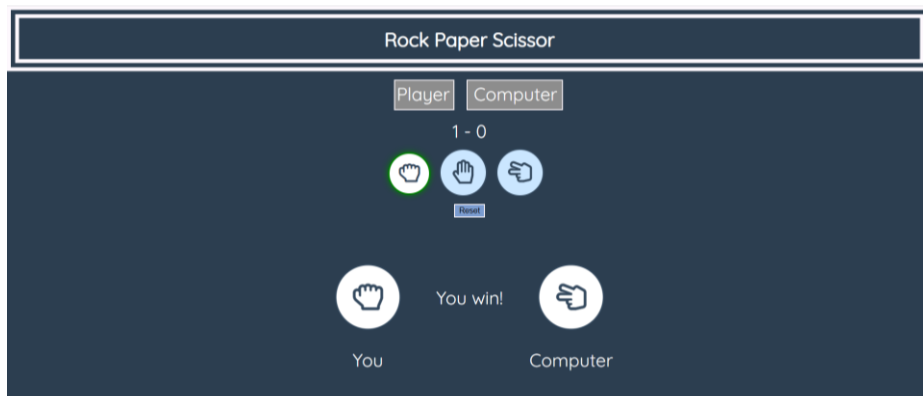 Rock Paper Scissor
Player Computer
1 - 0
Reset
You win!
You Computer